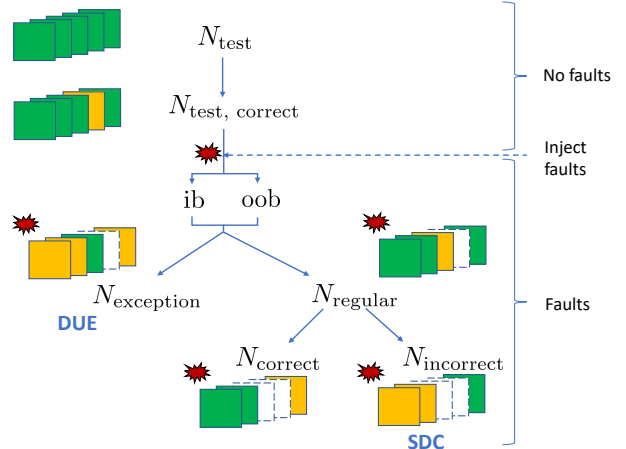 N_test
No faults
N_test, correct
Inject
faults
ib oob
N_exception
N_regular
Faults
DUE
N_correct
N_incorrect
SDC